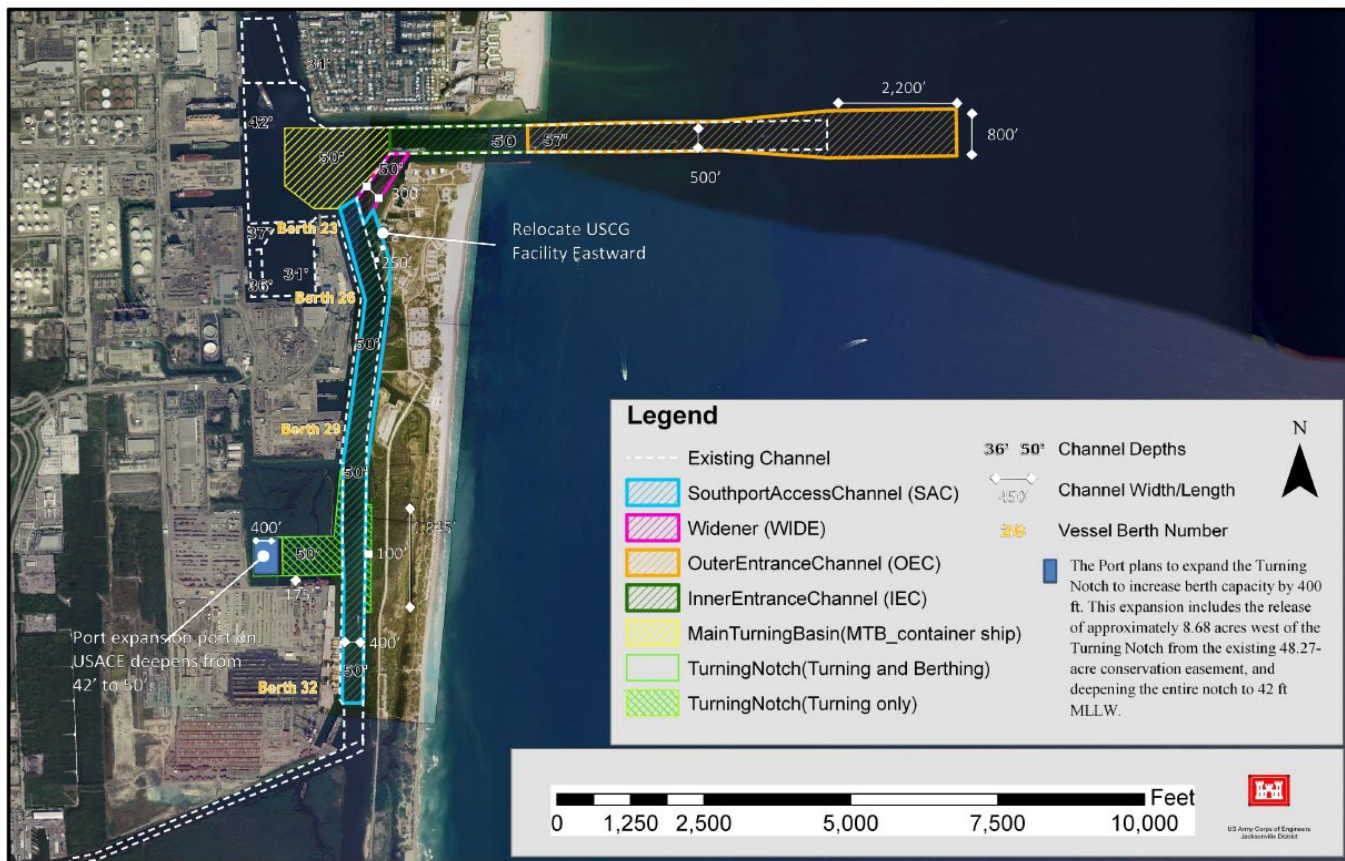 31'
2,200'
42'
50'
50
57'
800'
50'
500'
300'
Berth 23
Relocate USCG
Facility Eastward
37'
250'
31'
36'
Berth 26
50'
Berth 29
50'
400'
50'
100'
175'
Port expansion portion.
USACE deepens from
42' to 50'.
400'
50'
Berth 32
Legend
Existing Channel
SouthportAccessChannel (SAC)
Widener (WIDE)
OuterEntranceChannel (OEC)
InnerEntranceChannel (IEC)
MainTurningBasin(MTB_container ship)
TurningNotch(Turning and Berthing)
TurningNotch(Turning only)
36' 50' Channel Depths
450' Channel Width/Length
26 Vessel Berth Number
N
The Port plans to expand the Turning
Notch to increase berth capacity by 400
ft. This expansion includes the release
of approximately 8.68 acres west of the
Turning Notch from the existing 48.27-
acre conservation easement, and
deepening the entire notch to 42 ft
MLLW.
Feet
0 1,250 2,500 5,000 7,500 10,000
US Army Corps of Engineers
Jacksonville District